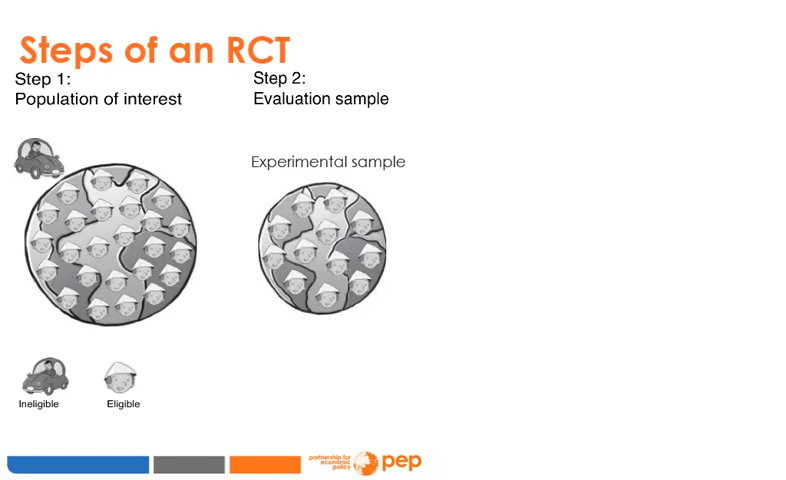 Steps of an RCT
Step 1:
Population of interest
Step 2:
Evaluation sample
Experimental sample
Ineligible
Eligible
partnership for
economic
policy
pep